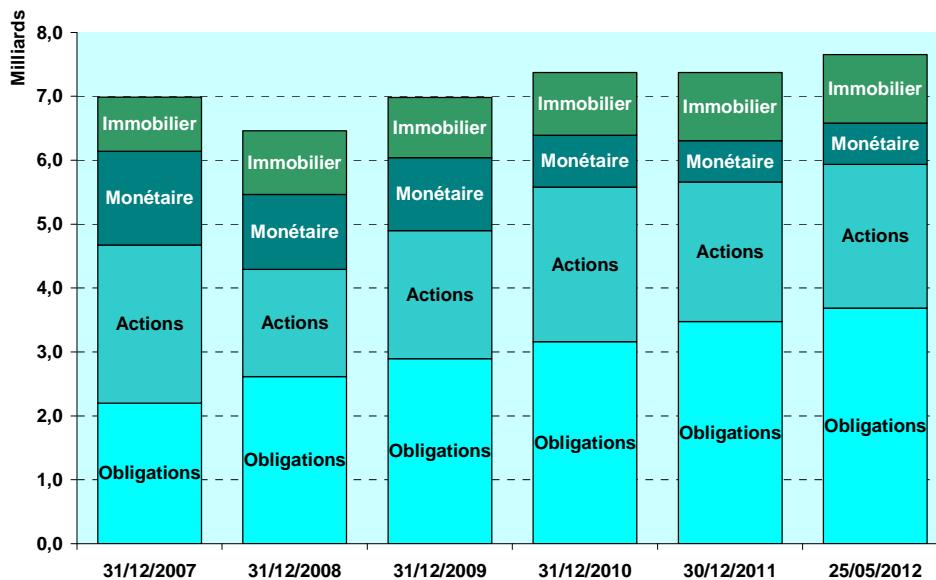 Milliards
8,0
7,0
6,0
5,0
4,0
3,0
2,0
1,0
0,0
Immobilier
Monétaire
Actions
Obligations
Immobilier
Monétaire
Actions
Obligations
Immobilier
Monétaire
Actions
Obligations
Immobilier
Monétaire
Actions
Obligations
Immobilier
Monétaire
Actions
Obligations
Immobilier
Monétaire
Actions
Obligations
31/12/2007
31/12/2008
31/12/2009
31/12/2010
30/12/2011
25/05/2012